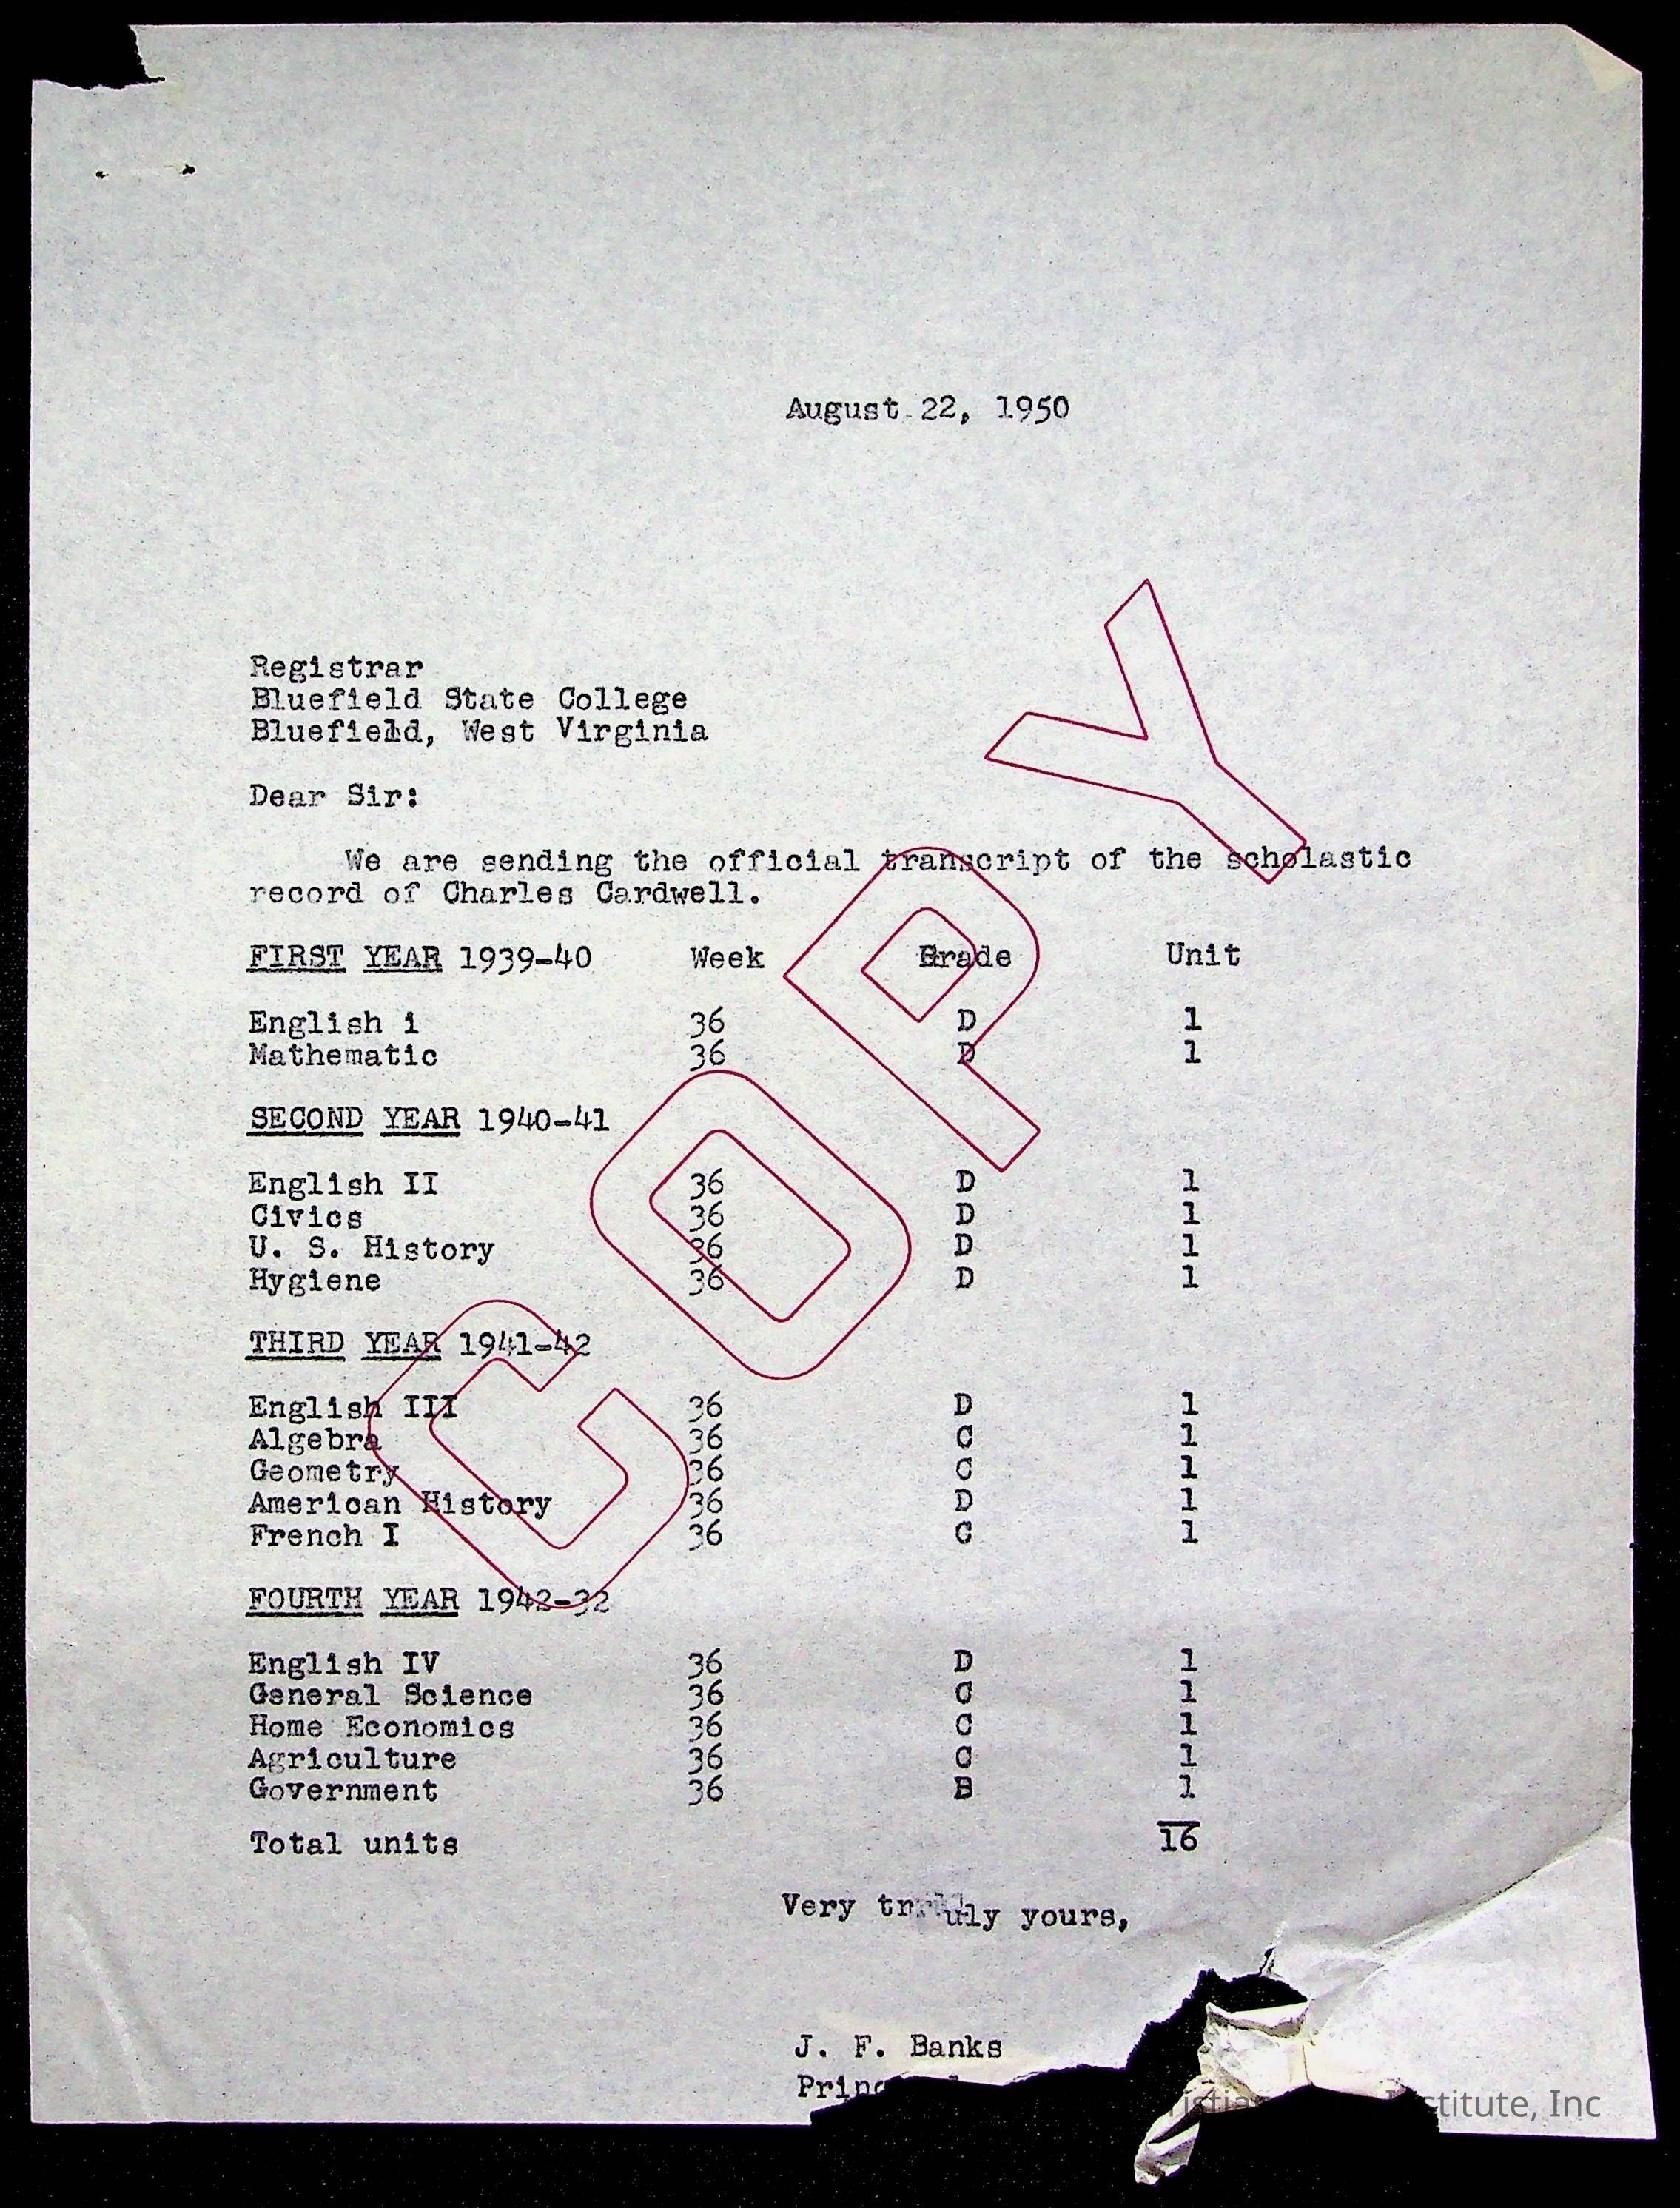 August 22, 1950
Registrar
Bluefield State College
Bluefield, West Virginia
Dear Sir:
We are sending the official transcript of the scholastic
record of Charles Cardwell.
FIRST YEAR 1939-40 Week Grade Unit
English i 36 D 1
Mathematic 36 D 1
SECOND YEAR 1940-41
English II 36 D 1
Civics 36 D 1
U. S. History 36 D 1
Hygiene 36 D 1
THIRD YEAR 1941-42
English III 36 D 1
Algebra 36 C 1
Geometry 36 C 1
American History 36 D 1
French I 36 C 1
FOURTH YEAR 1942-32
English IV 36 D 1
General Science 36 C 1
Home Economics 36 C 1
Agriculture 36 C 1
Government 36 B 1
Total units 16
Very truly yours,
J. F. Banks
COPY
Inc